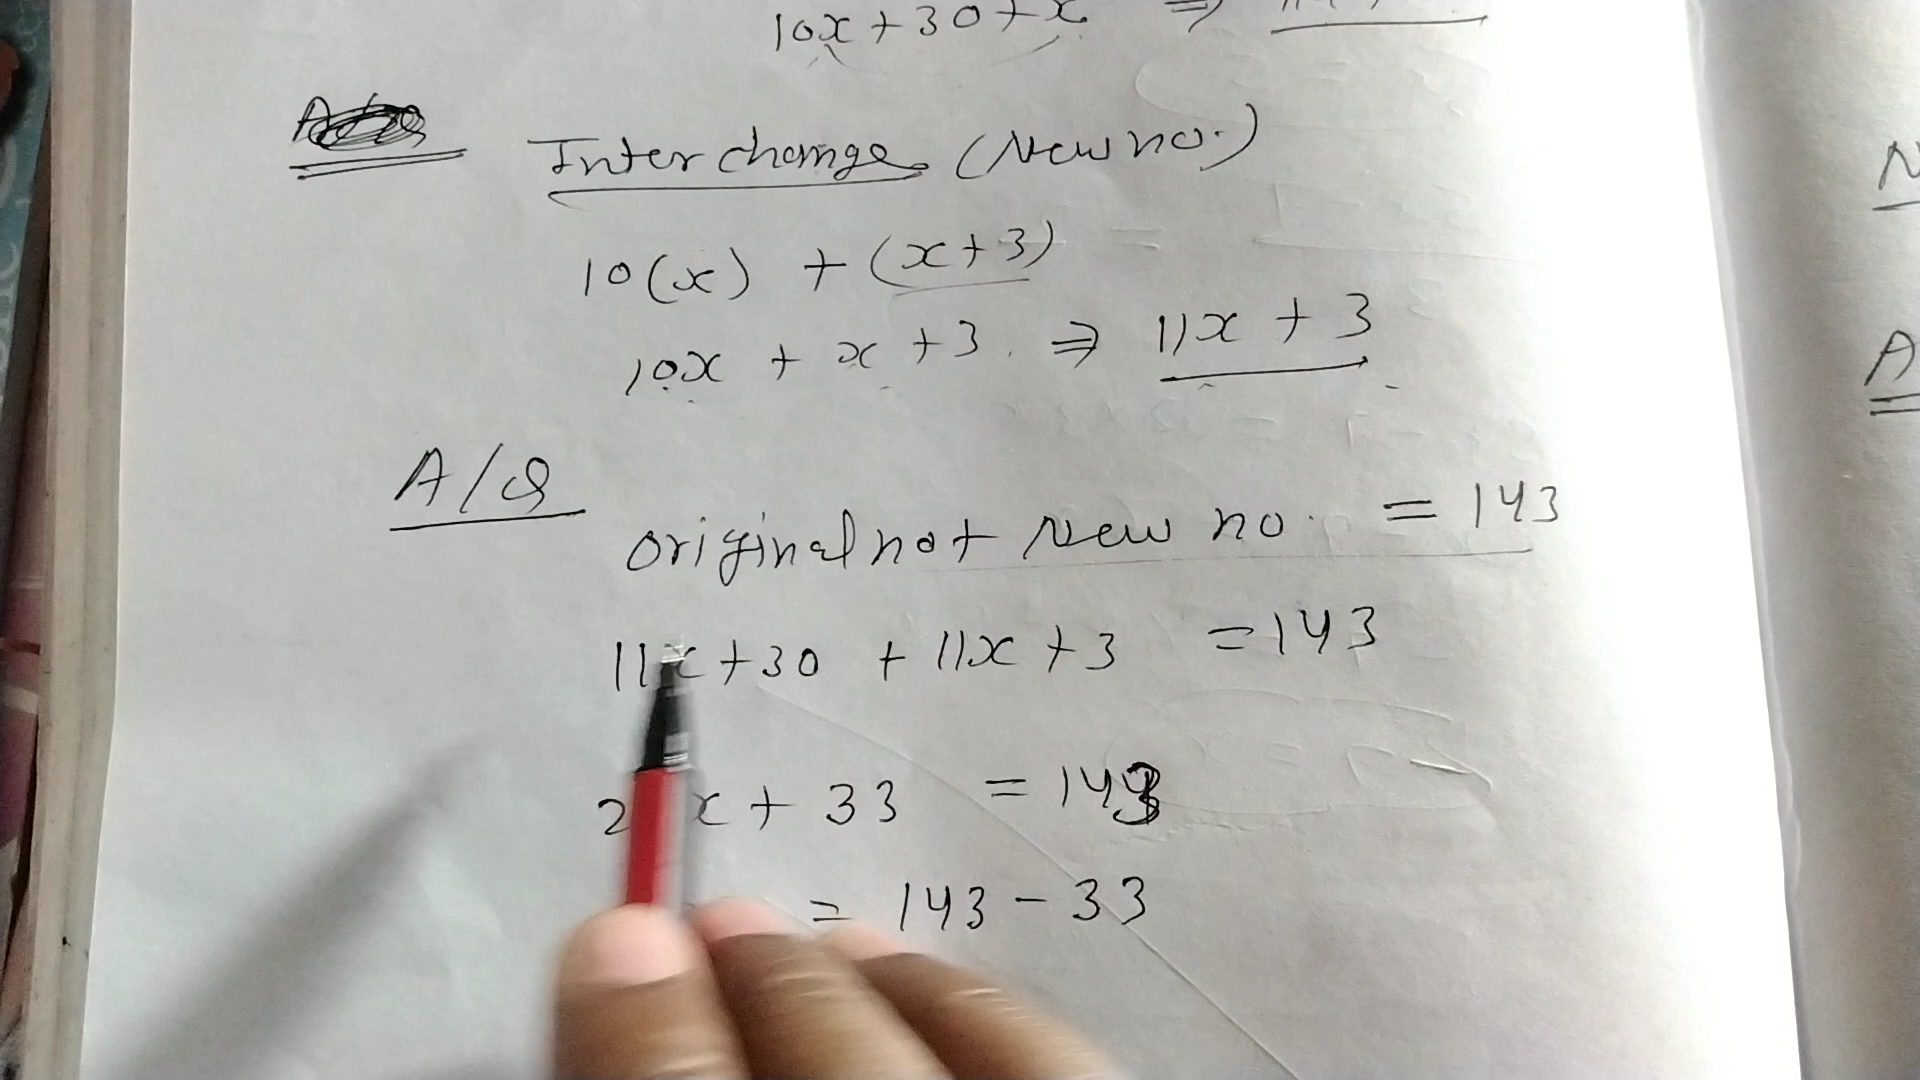 10x + 30 + x ⇒
Interchange (New no.)
10(x) + (x+3)
10x + x + 3 ⇒ 11x + 3
A/Q
original no + New no. = 143
11x + 30 + 11x + 3 = 143
x + 33 = 143
= 143 - 33
N
A